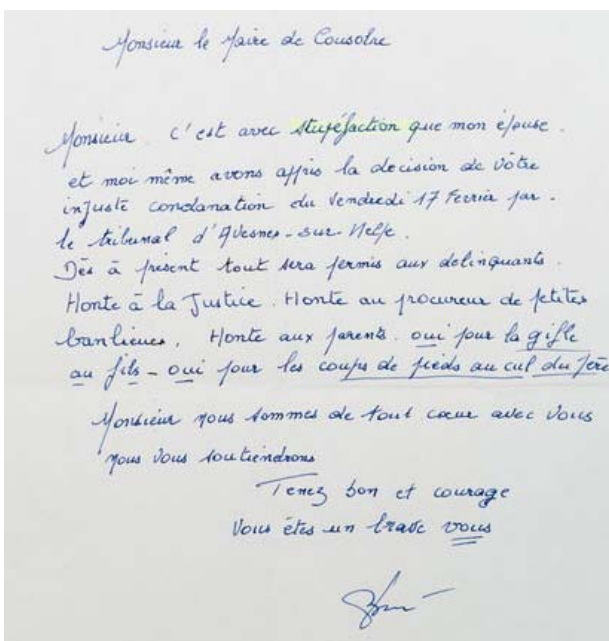 Monsieur le Maire de Cousolre
Monsieur c'est avec stupéfaction que mon épouse.
et moi même avons appris la decision de vôtre
injuste condanation du Vendredi 17 Fevrier par.
le tribunal d'Avesnes-sur-Helpe.
Dès à présent tout sera permis aux delinquants.
Honte à la Justice. Honte au procureur de petites
banlieues. Honte aux parents. oui pour la gifle
au fils - oui pour les coups de pieds au cul du père
Monsieur nous sommes de tout cœur avec Vous
nous Vous soutiendrons
Tenez bon et courage
Vous êtes un brave vous